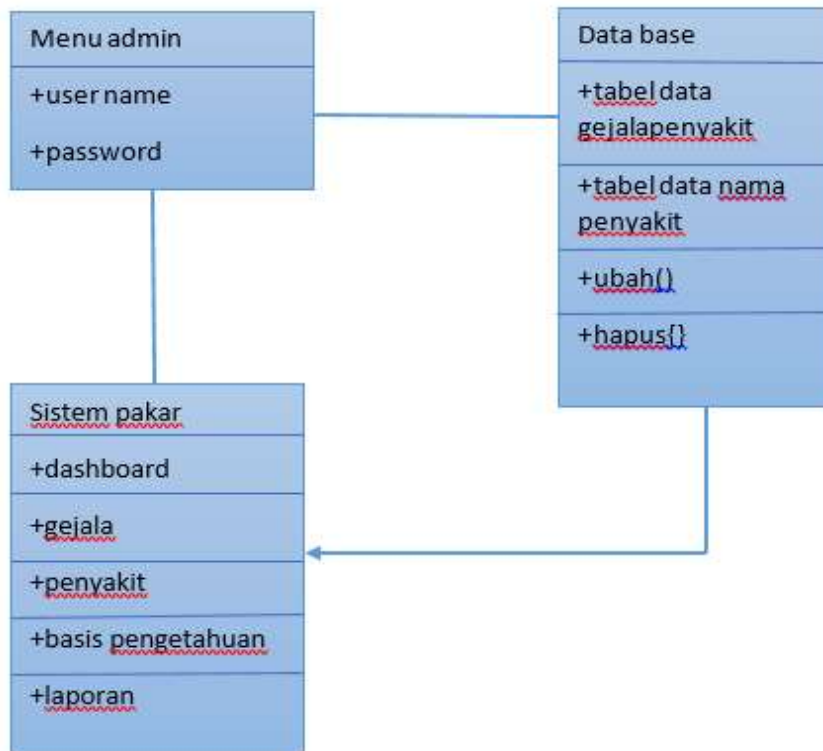 Menu admin
+user name
+password
Data base
+tabel data
gejalapenyakit
+tabel data nama
penyakit
+ubah()
+hapus{}
Sistem pakar
+dashboard
+gejala
+penyakit
+basis pengetahuan
+laporan